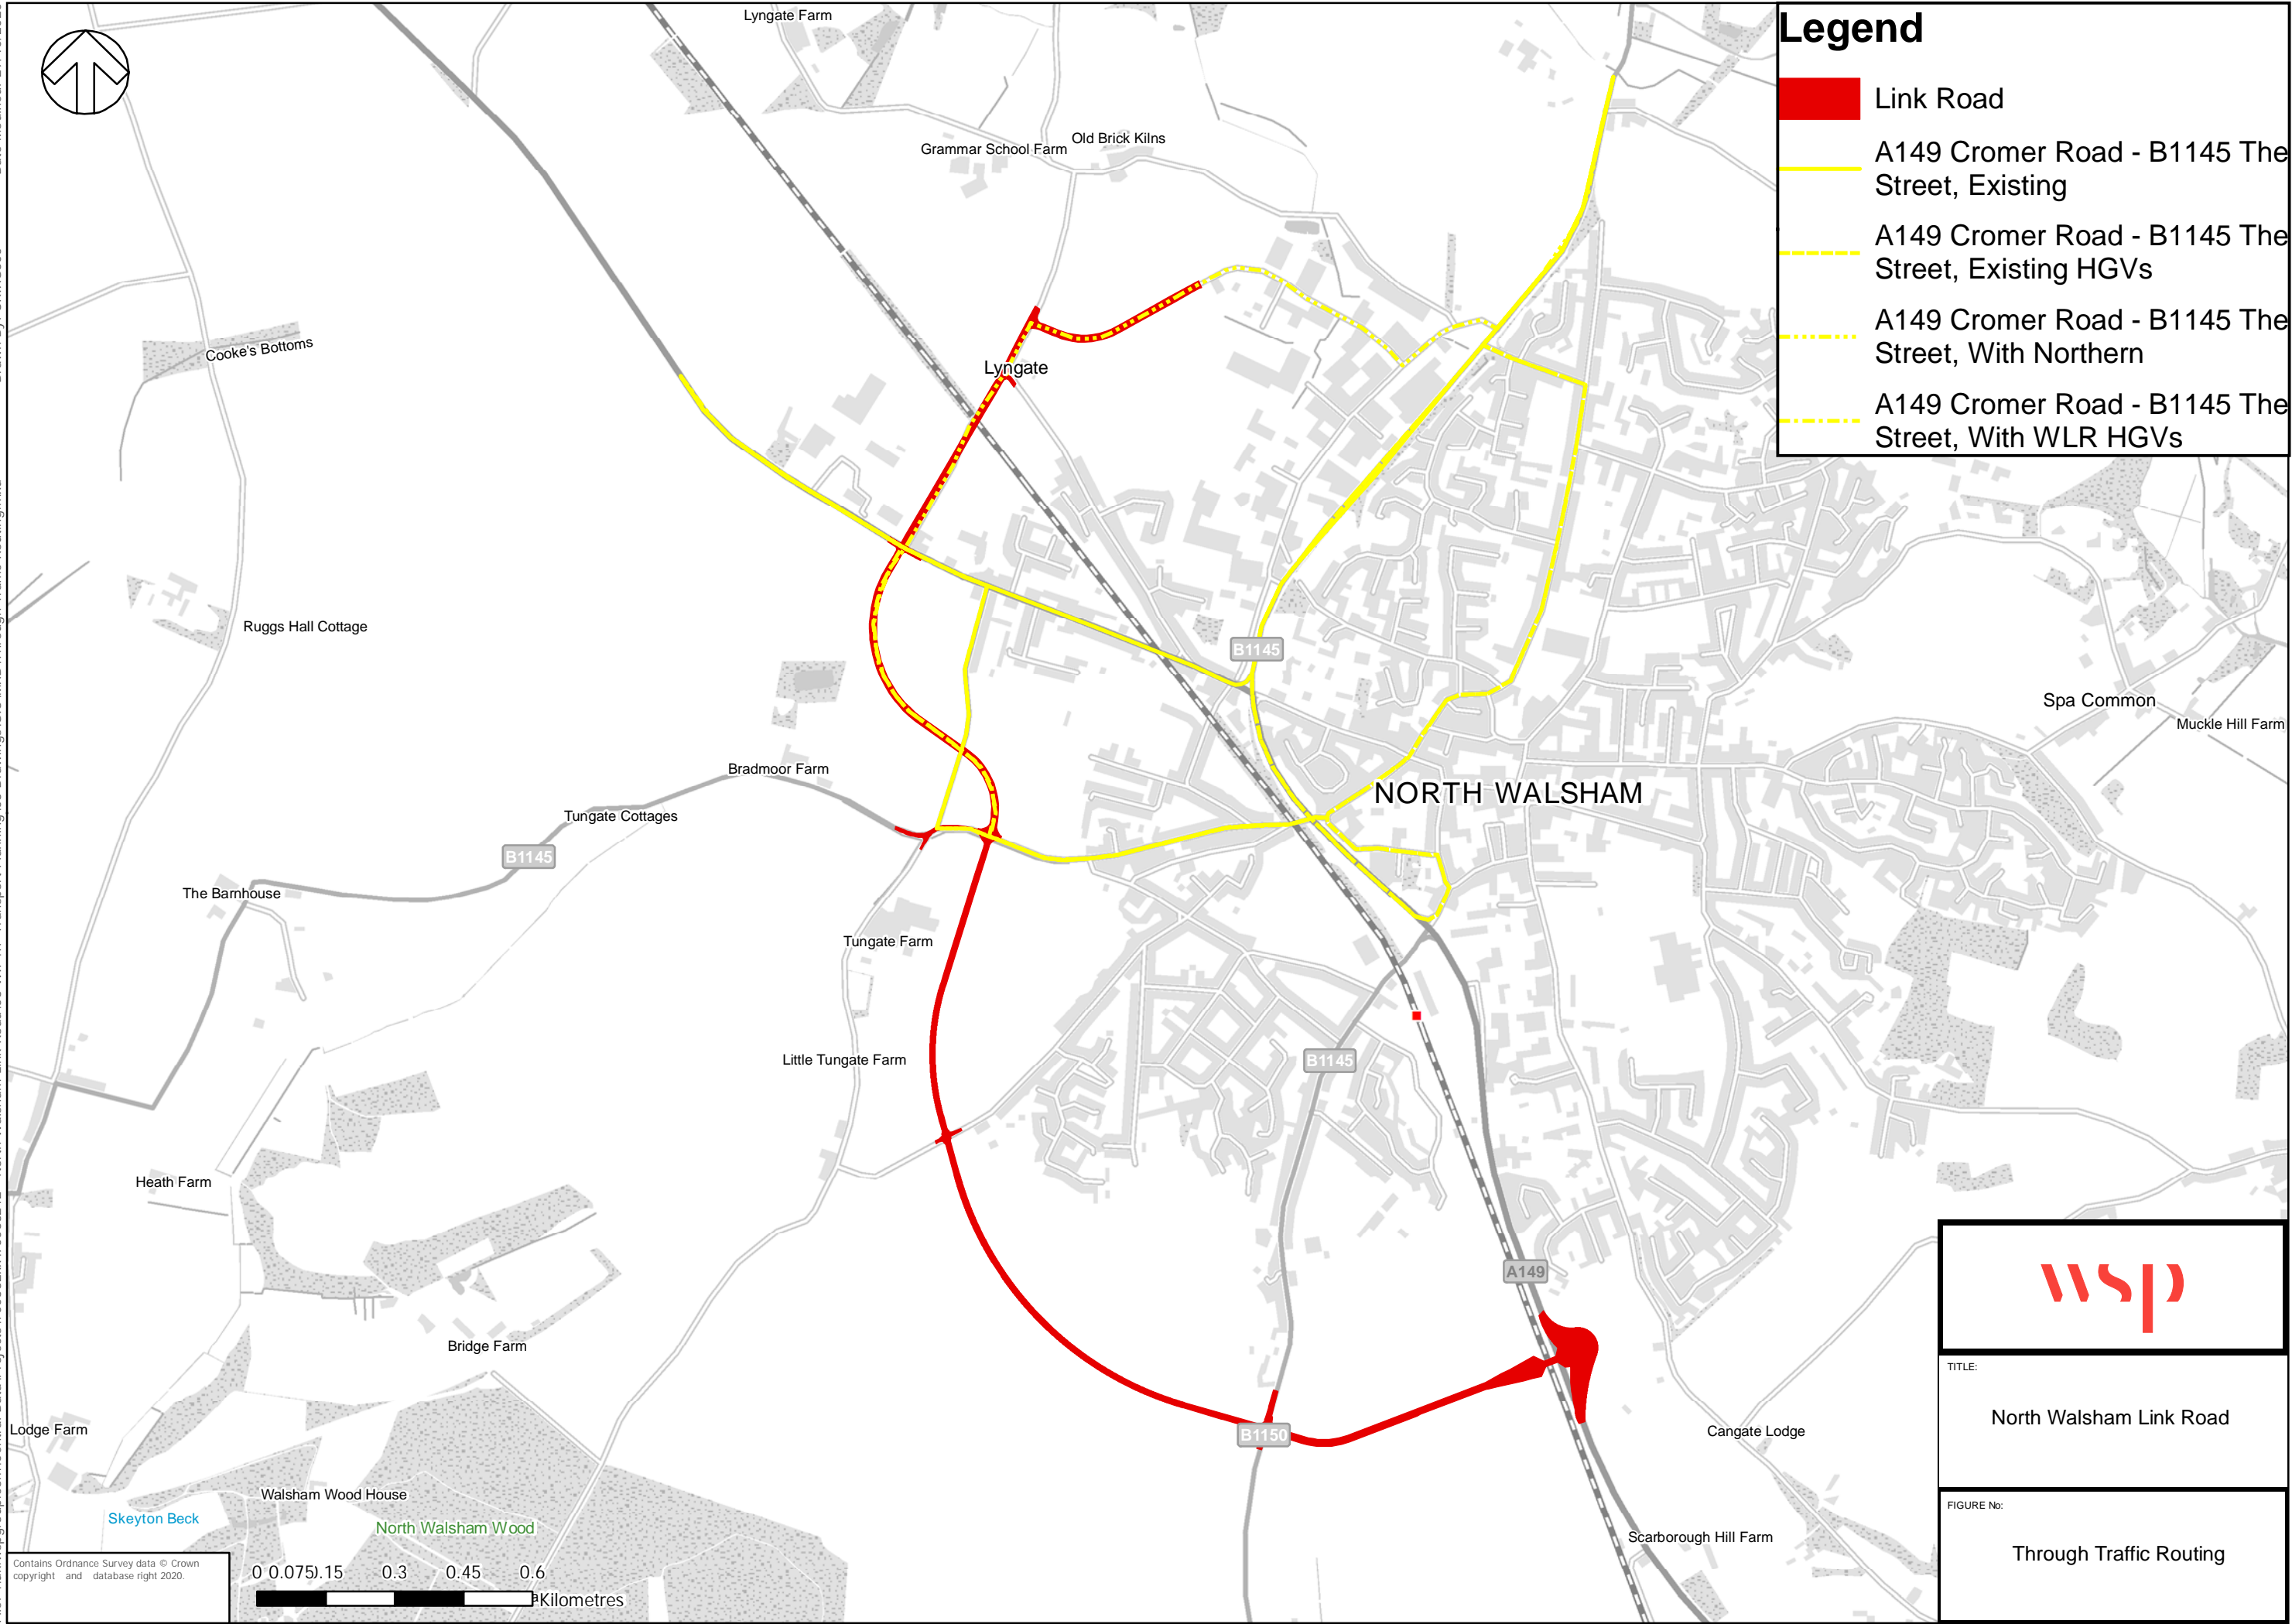 Lyngate Farm
Legend
Link Road
A149 Cromer Road - B1145 The
Street, Existing
A149 Cromer Road - B1145 The
Street, Existing HGVs
A149 Cromer Road - B1145 The
Street, With Northern
A149 Cromer Road - B1145 The
Street, With WLR HGVs
Old Brick Kilns
Grammar School Farm
Cooke's Bottoms
Lyngate
Ruggs Hall Cottage
B1145
Spa Common
Muckle Hill Farm
Bradmoor Farm
NORTH WALSHAM
Tungate Cottages
B1145
The Barnhouse
Tungate Farm
Little Tungate Farm
B1145
Heath Farm
A149
Bridge Farm
Lodge Farm
B1150
Cangate Lodge
Walsham Wood House
Skeyton Beck
North Walsham Wood
Scarborough Hill Farm
wsp
TITLE:
North Walsham Link Road
FIGURE No:
Through Traffic Routing
Contains Ordnance Survey data © Crown
copyright and database right 2020.
0 0.075 0.15 0.3 0.45 0.6
Kilometres